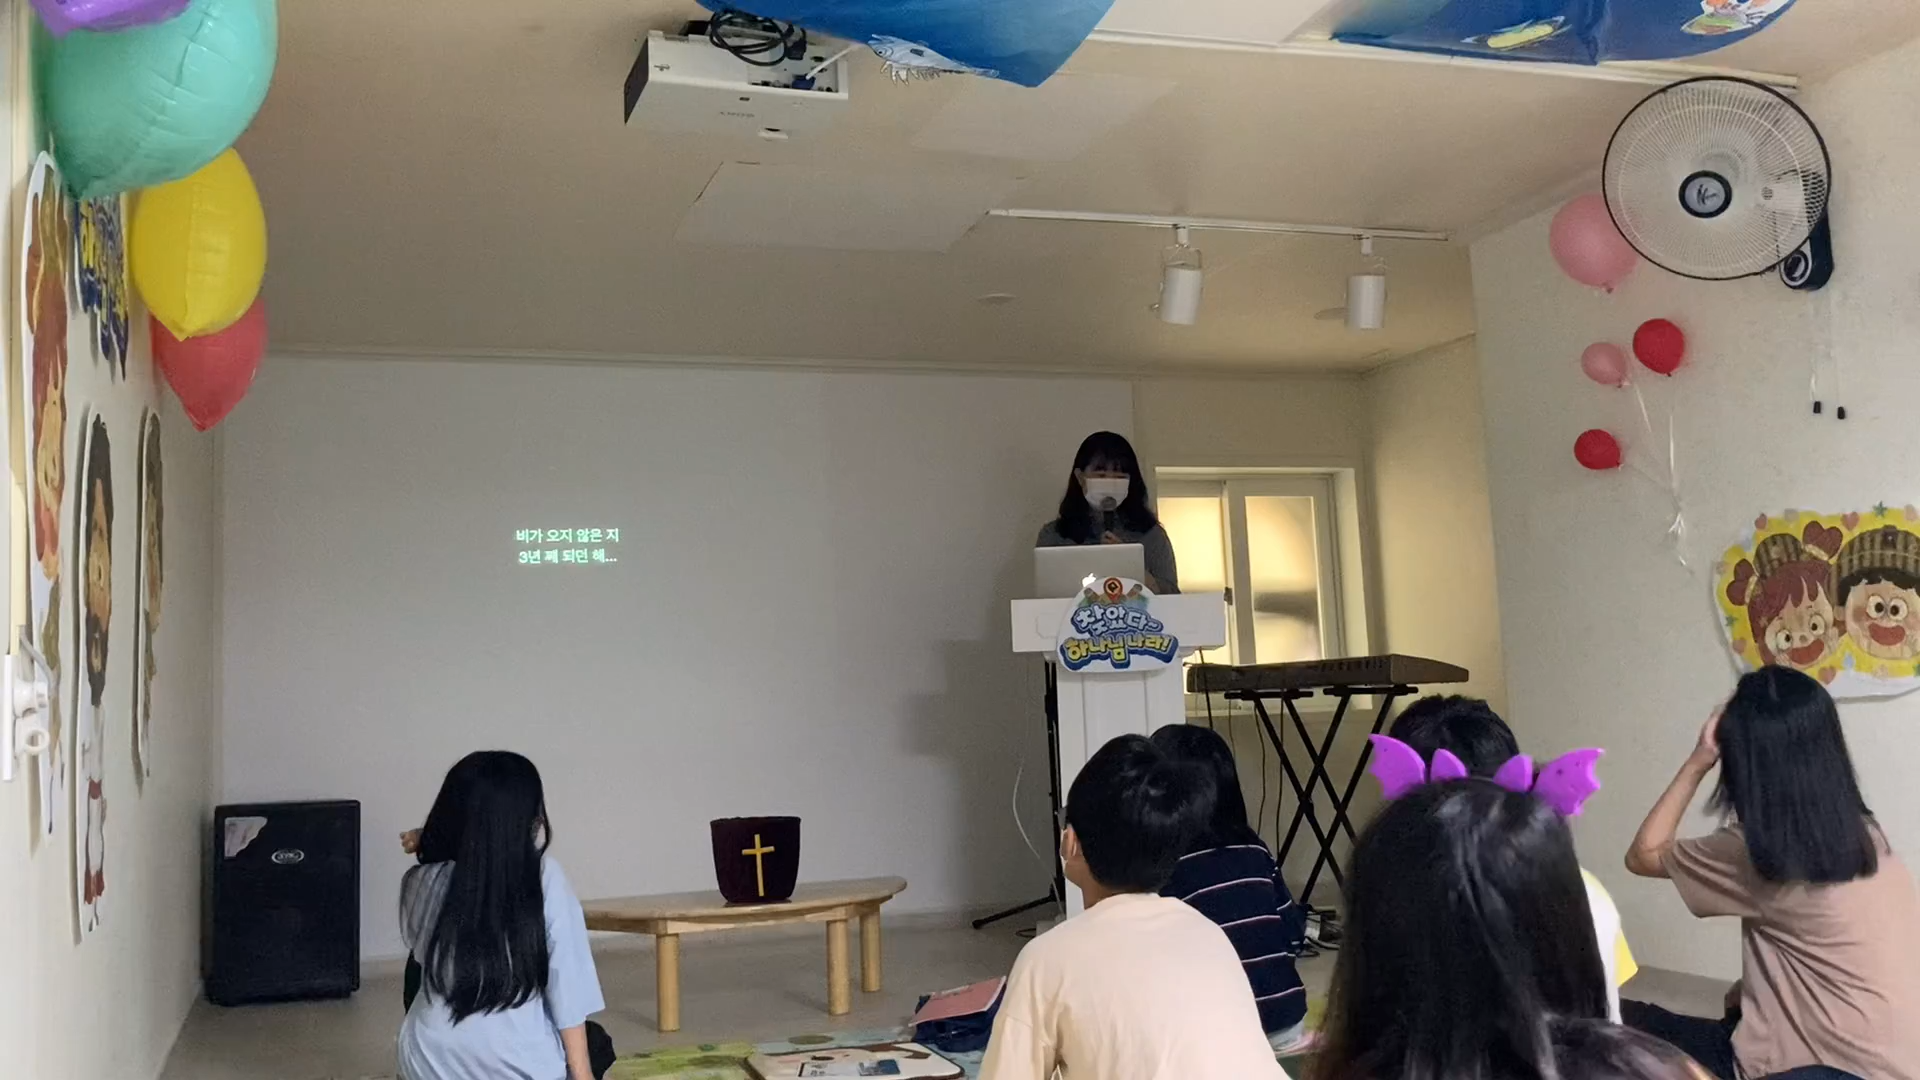 비가 오지 않은 지
3년 째 되던 해...
찾았다~
하나님 나라!